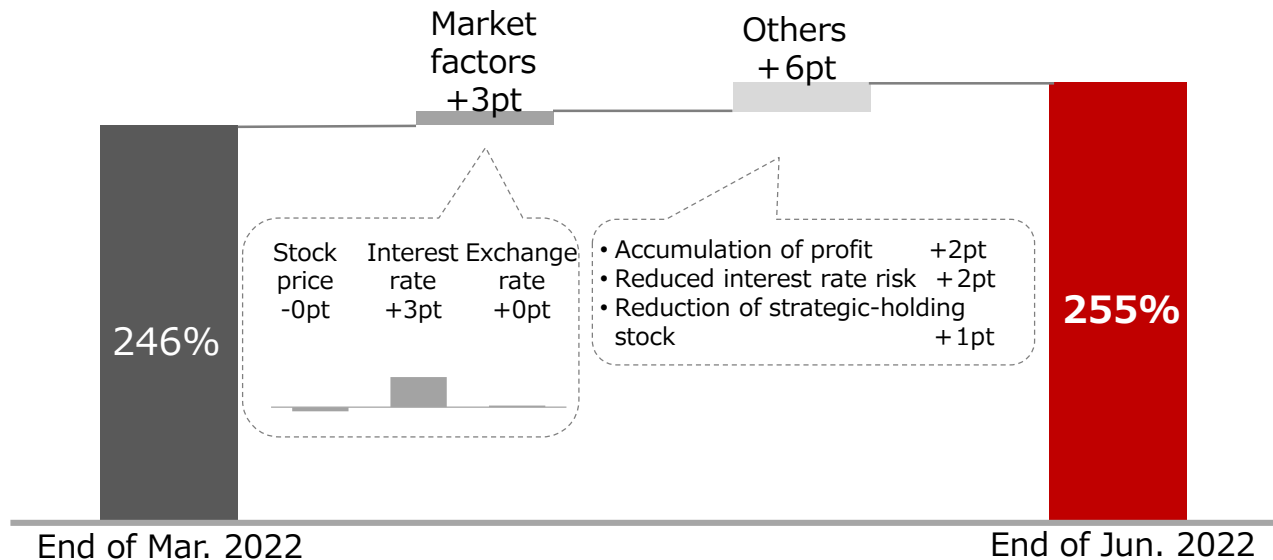 Market
factors
+3pt
Others
+6pt
Stock
price
-0pt
Interest
rate
+3pt
Exchange
rate
+0pt
• Accumulation of profit +2pt
• Reduced interest rate risk +2pt
• Reduction of strategic-holding
stock +1pt
246%
255%
End of Mar. 2022
End of Jun. 2022